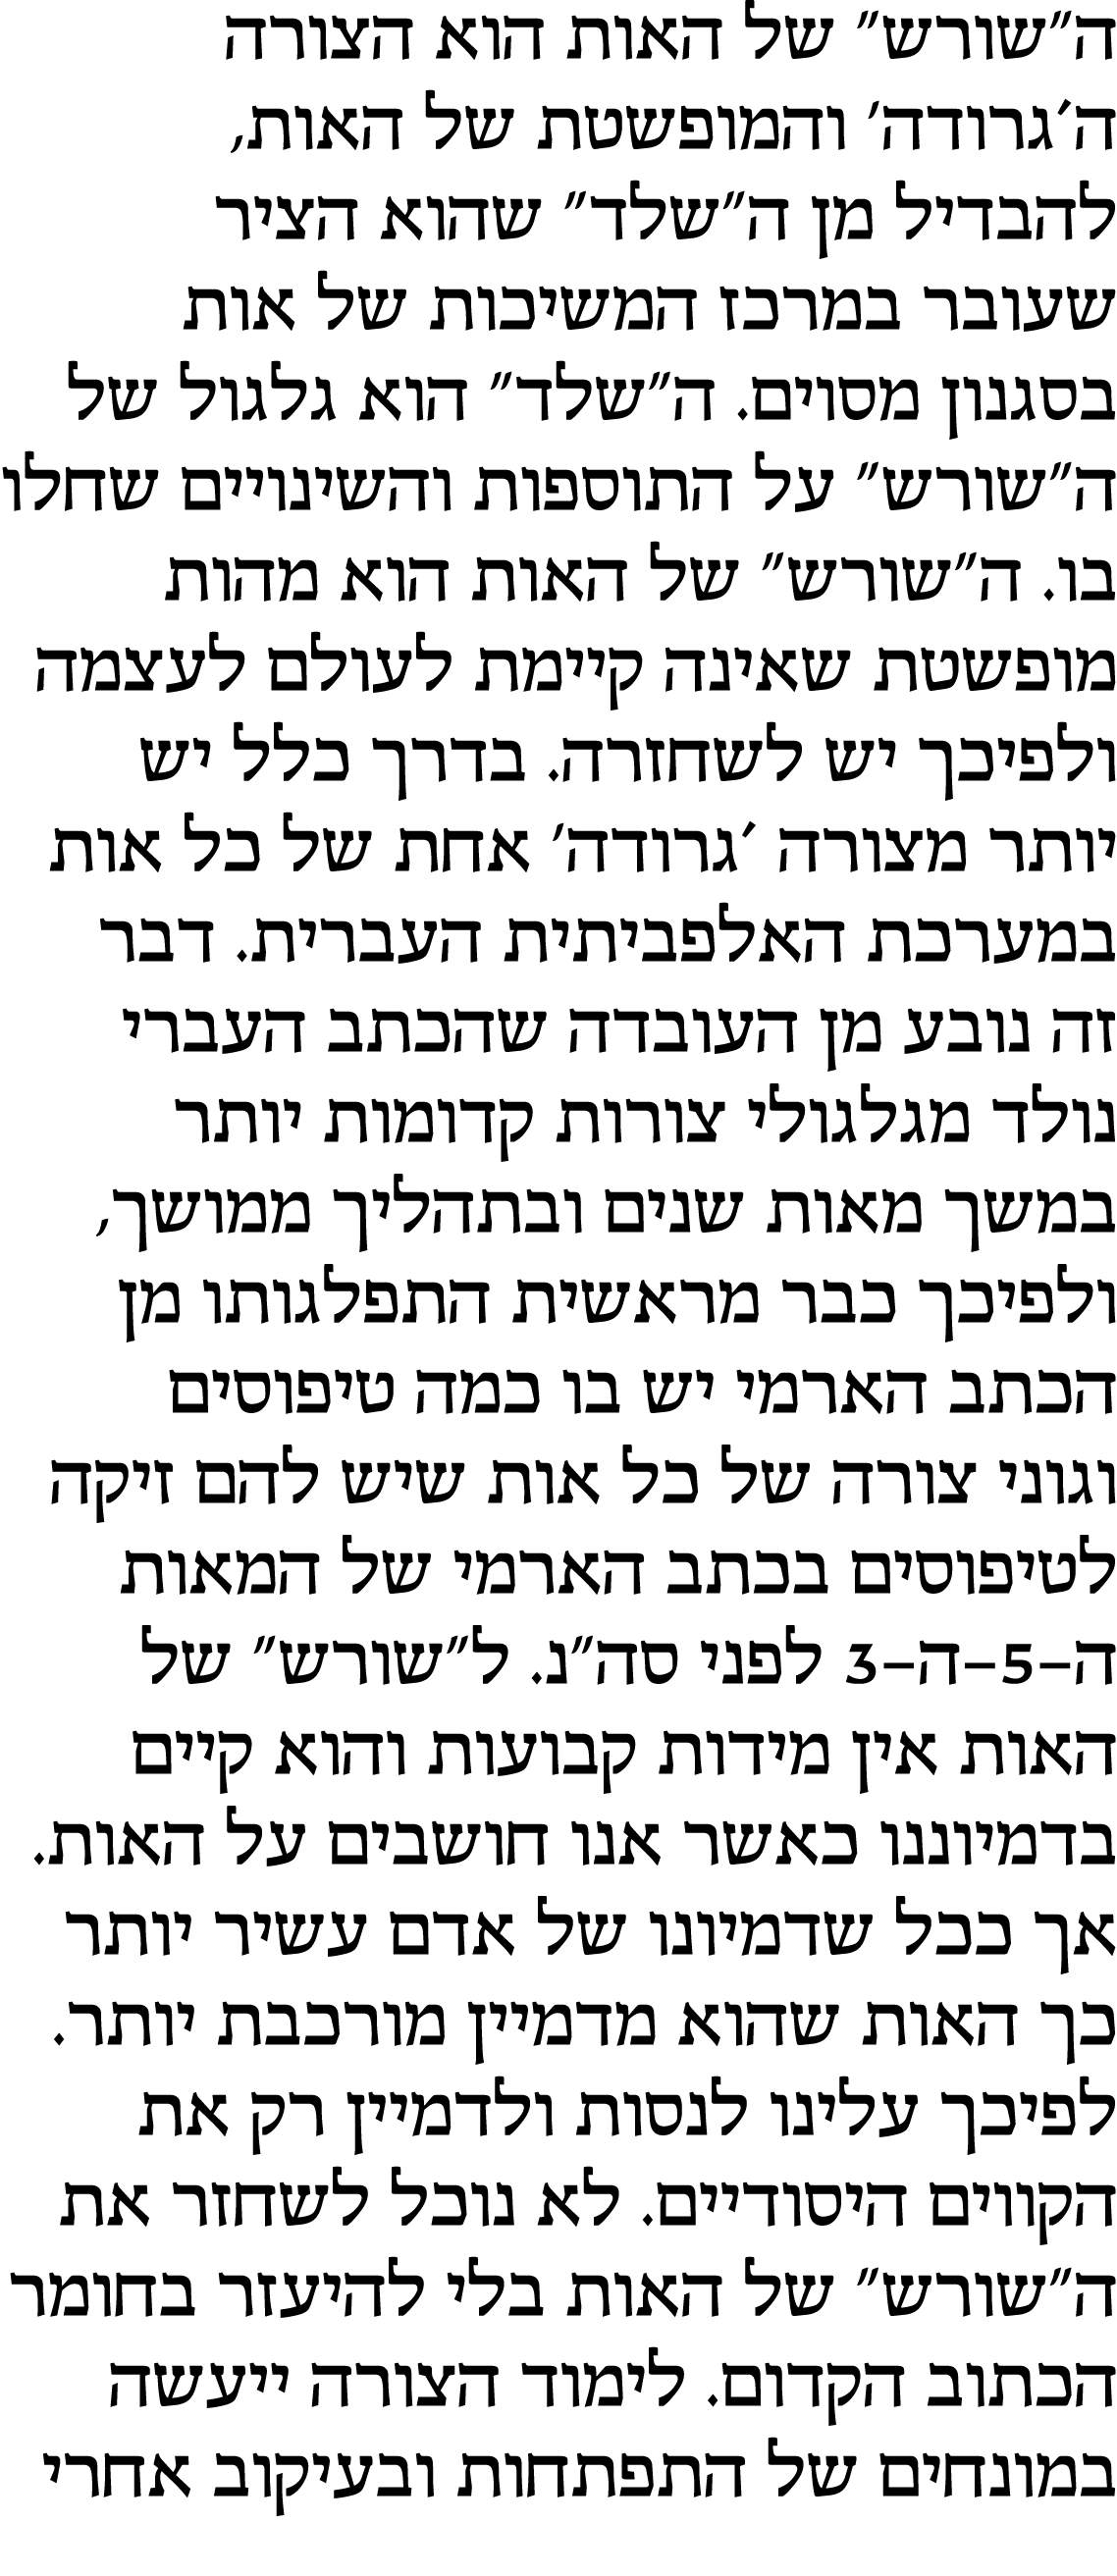 ה"שורש" של האות הוא הצורה
ה'גרודה' והמופשטת של האות,
להבדיל מן ה"שלד" שהוא הציר
שעובר במרכז המשיכות של אות
בסגנון מסוים. ה"שלד" הוא גלגול של
ה"שורש" על התוספות והשינויים שחלו
בו. ה"שורש" של האות הוא מהות
מופשטת שאינה קיימת לעולם לעצמה
ולפיכך יש לשחזרה. בדרך כלל יש
יותר מצורה 'גרודה' אחת של כל אות
במערכת האלפביתית העברית. דבר
זה נובע מן העובדה שהכתב העברי
נולד מגלגולי צורות קדומות יותר
במשך מאות שנים ובתהליך ממושך,
ולפיכך כבר מראשית התפלגותו מן
הכתב הארמי יש בו כמה טיפוסים
וגוני צורה של כל אות שיש להם זיקה
לטיפוסים בכתב הארמי של המאות
ה–5–ה–3 לפני סה"נ. ל"שורש" של
האות אין מידות קבועות והוא קיים
בדמיוננו כאשר אנו חושבים על האות.
אך ככל שדמיונו של אדם עשיר יותר
כך האות שהוא מדמיין מורכבת יותר.
לפיכך עלינו לנסות ולדמיין רק את
הקווים היסודיים. לא נוכל לשחזר את
ה"שורש" של האות בלי להיעזר בחומר
הכתוב הקדום. לימוד הצורה ייעשה
במונחים של התפתחות ובעיקוב אחרי